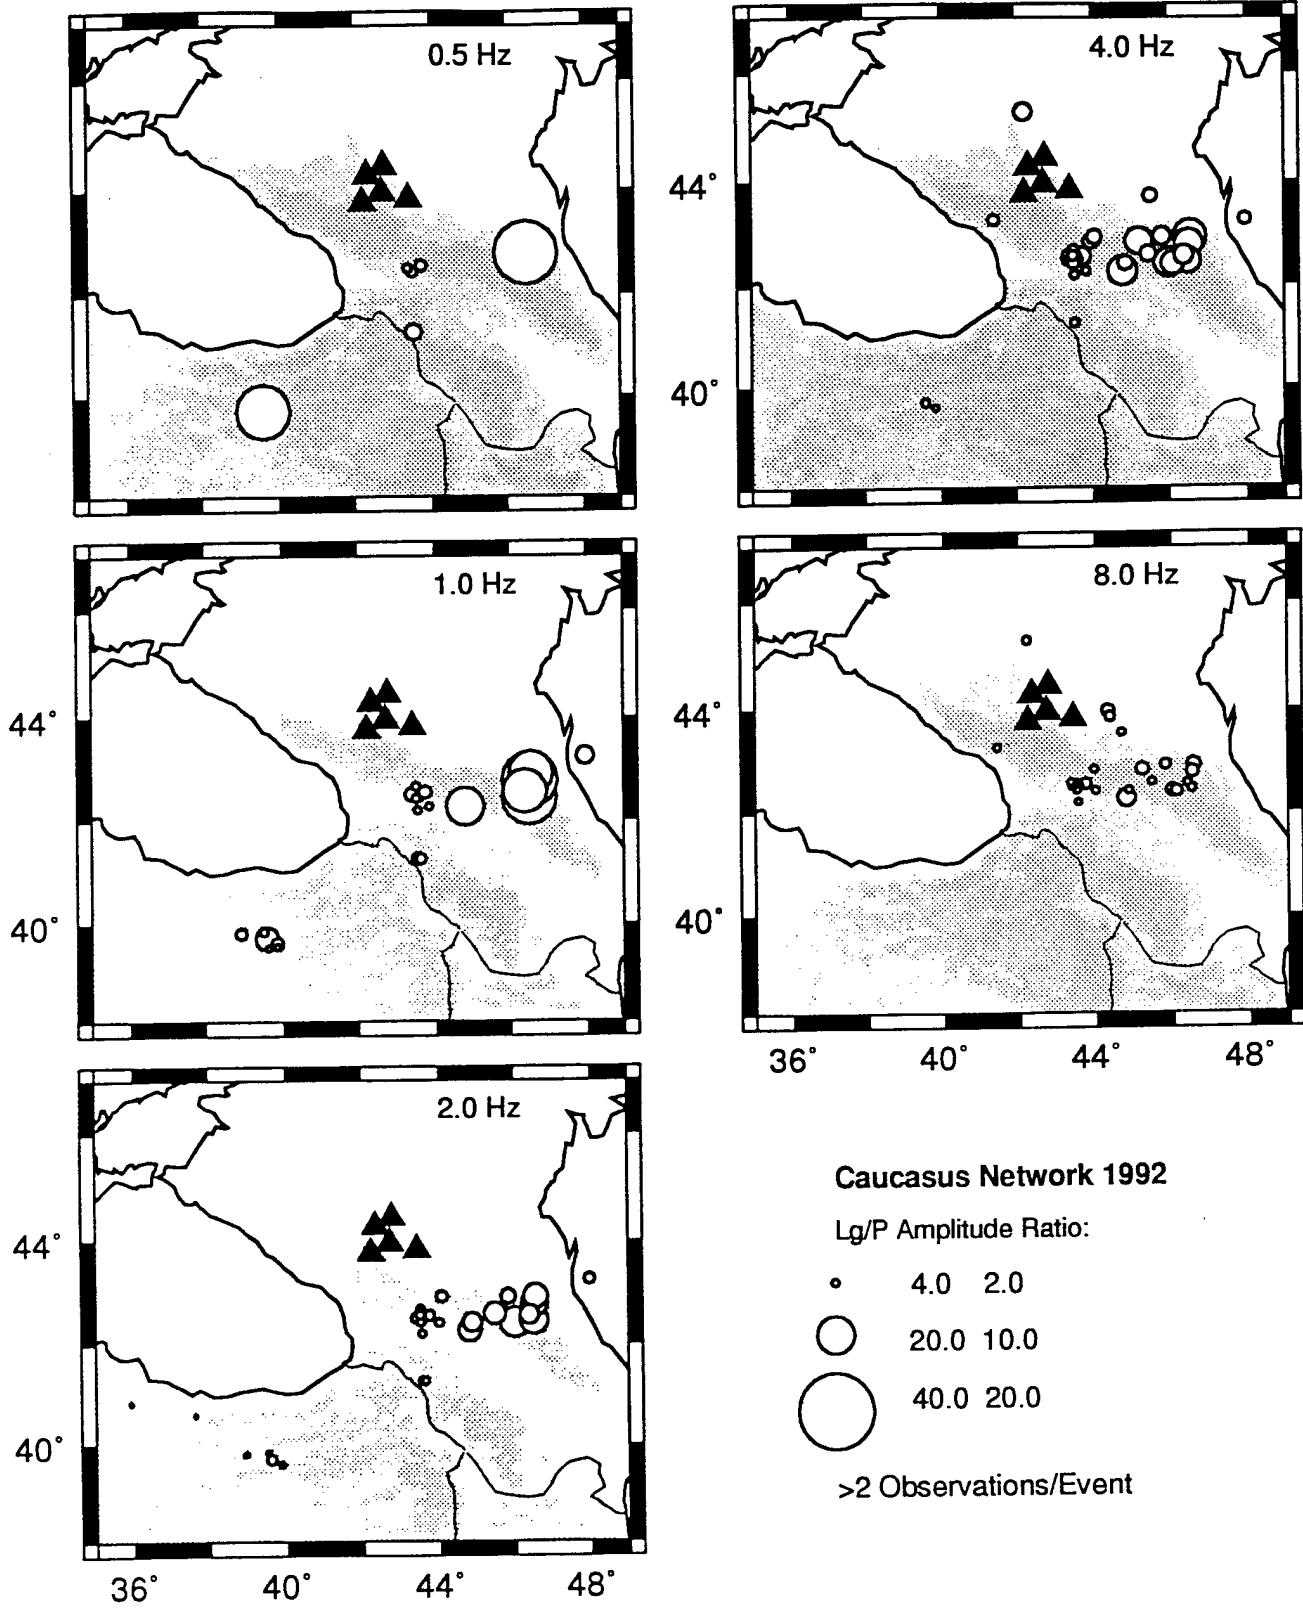 0.5 Hz
4.0 Hz
44°
40°
1.0 Hz
44°
40°
8.0 Hz
44°
40°
36° 40° 44° 48°
2.0 Hz
44°
40°
36° 40° 44° 48°
Caucasus Network 1992
Lg/P Amplitude Ratio:
4.0 2.0
20.0 10.0
40.0 20.0
>2 Observations/Event